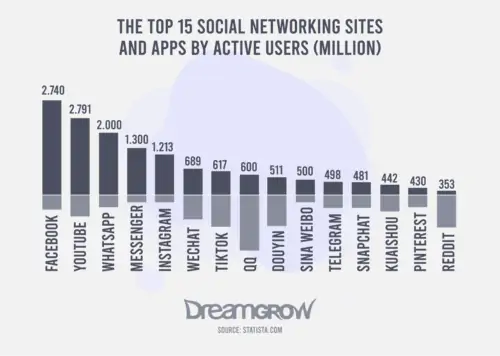 THE TOP 15 SOCIAL NETWORKING SITES
AND APPS BY ACTIVE USERS (MILLION)
2.740
2.791
2.000
1.300
1.213
689
617
600
511
500
498
481
442
430
353
FACEBOOK
YOUTUBE
WHATSAPP
MESSENGER
INSTAGRAM
WECHAT
TIKTOK
QQ
DOUYIN
SINA WEIBO
TELEGRAM
SNAPCHAT
KUAISHOU
PINTEREST
REDDIT
DREAMGROW
SOURCE: STATISTA.COM